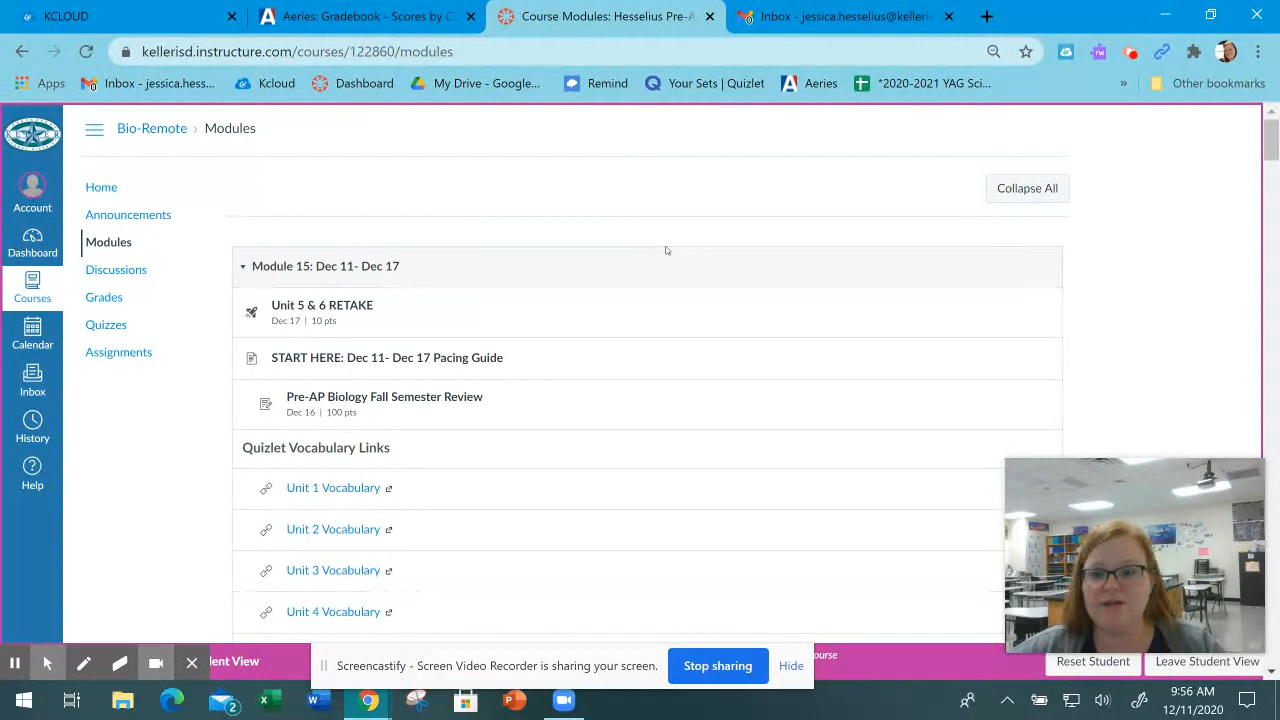 KCLOUD
Aeries: Gradebook - Scores by Cl
Course Modules: Hesselius Pre-A
Inbox - jessica.hesselius@kelleri
kellerisd.instructure.com/courses/122860/modules
Apps
Inbox - jessica.hess...
Kcloud
Dashboard
My Drive - Google...
Remind
Your Sets | Quizlet
Aeries
*2020-2021 YAG Sci...
»
Other bookmarks
KELLER
Bio-Remote › Modules
Account
Dashboard
Courses
Calendar
Inbox
History
Help
Home
Announcements
Modules
Discussions
Grades
Quizzes
Assignments
Collapse All
Module 15: Dec 11- Dec 17
Unit 5 & 6 RETAKE
Dec 17 | 10 pts
START HERE: Dec 11- Dec 17 Pacing Guide
Pre-AP Biology Fall Semester Review
Dec 16 | 100 pts
Quizlet Vocabulary Links
Unit 1 Vocabulary
Unit 2 Vocabulary
Unit 3 Vocabulary
Unit 4 Vocabulary
dent View
Screencastify - Screen Video Recorder is sharing your screen.
Stop sharing
Hide
ourse
Reset Student
Leave Student View
2
9:56 AM
12/11/2020